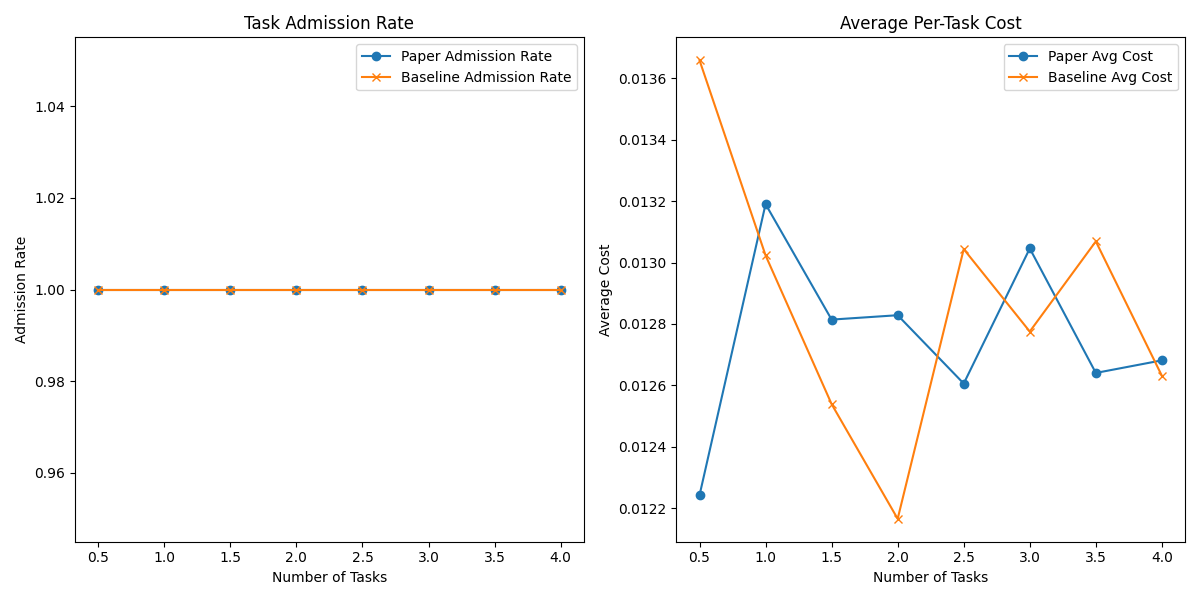 Task Admission Rate
Paper Admission Rate
Baseline Admission Rate
1.04
1.02
1.00
0.98
0.96
Admission Rate
0.5 1.0 1.5 2.0 2.5 3.0 3.5 4.0
Number of Tasks
Average Per-Task Cost
Paper Avg Cost
Baseline Avg Cost
0.0136
0.0134
0.0132
0.0130
0.0128
0.0126
0.0124
0.0122
Average Cost
0.5 1.0 1.5 2.0 2.5 3.0 3.5 4.0
Number of Tasks